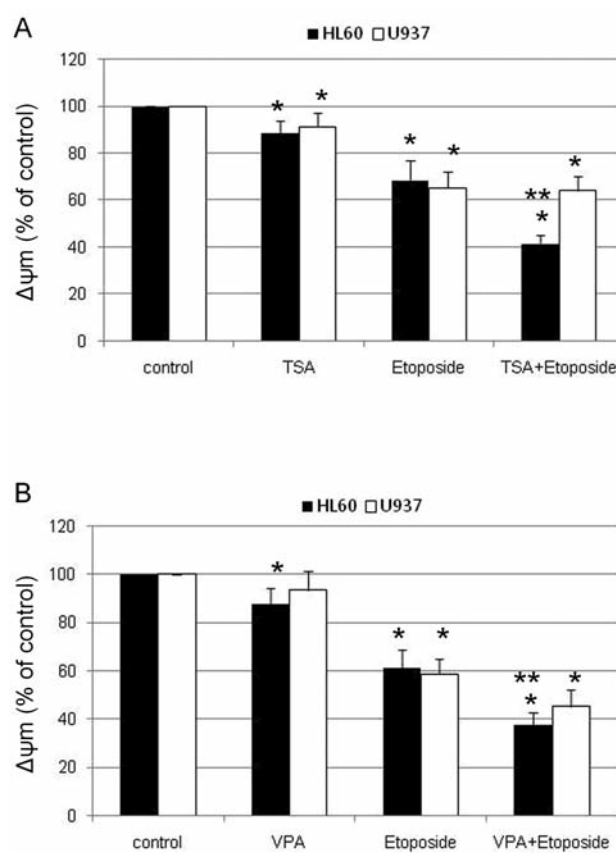 A
■HL60 □U937
Δψm (% of control)
120
100
80
60
40
20
0
* * * * ** * *
control TSA Etoposide TSA+Etoposide
B
■HL60 □U937
Δψm (% of control)
120
100
80
60
40
20
0
* * * ** * *
control VPA Etoposide VPA+Etoposide